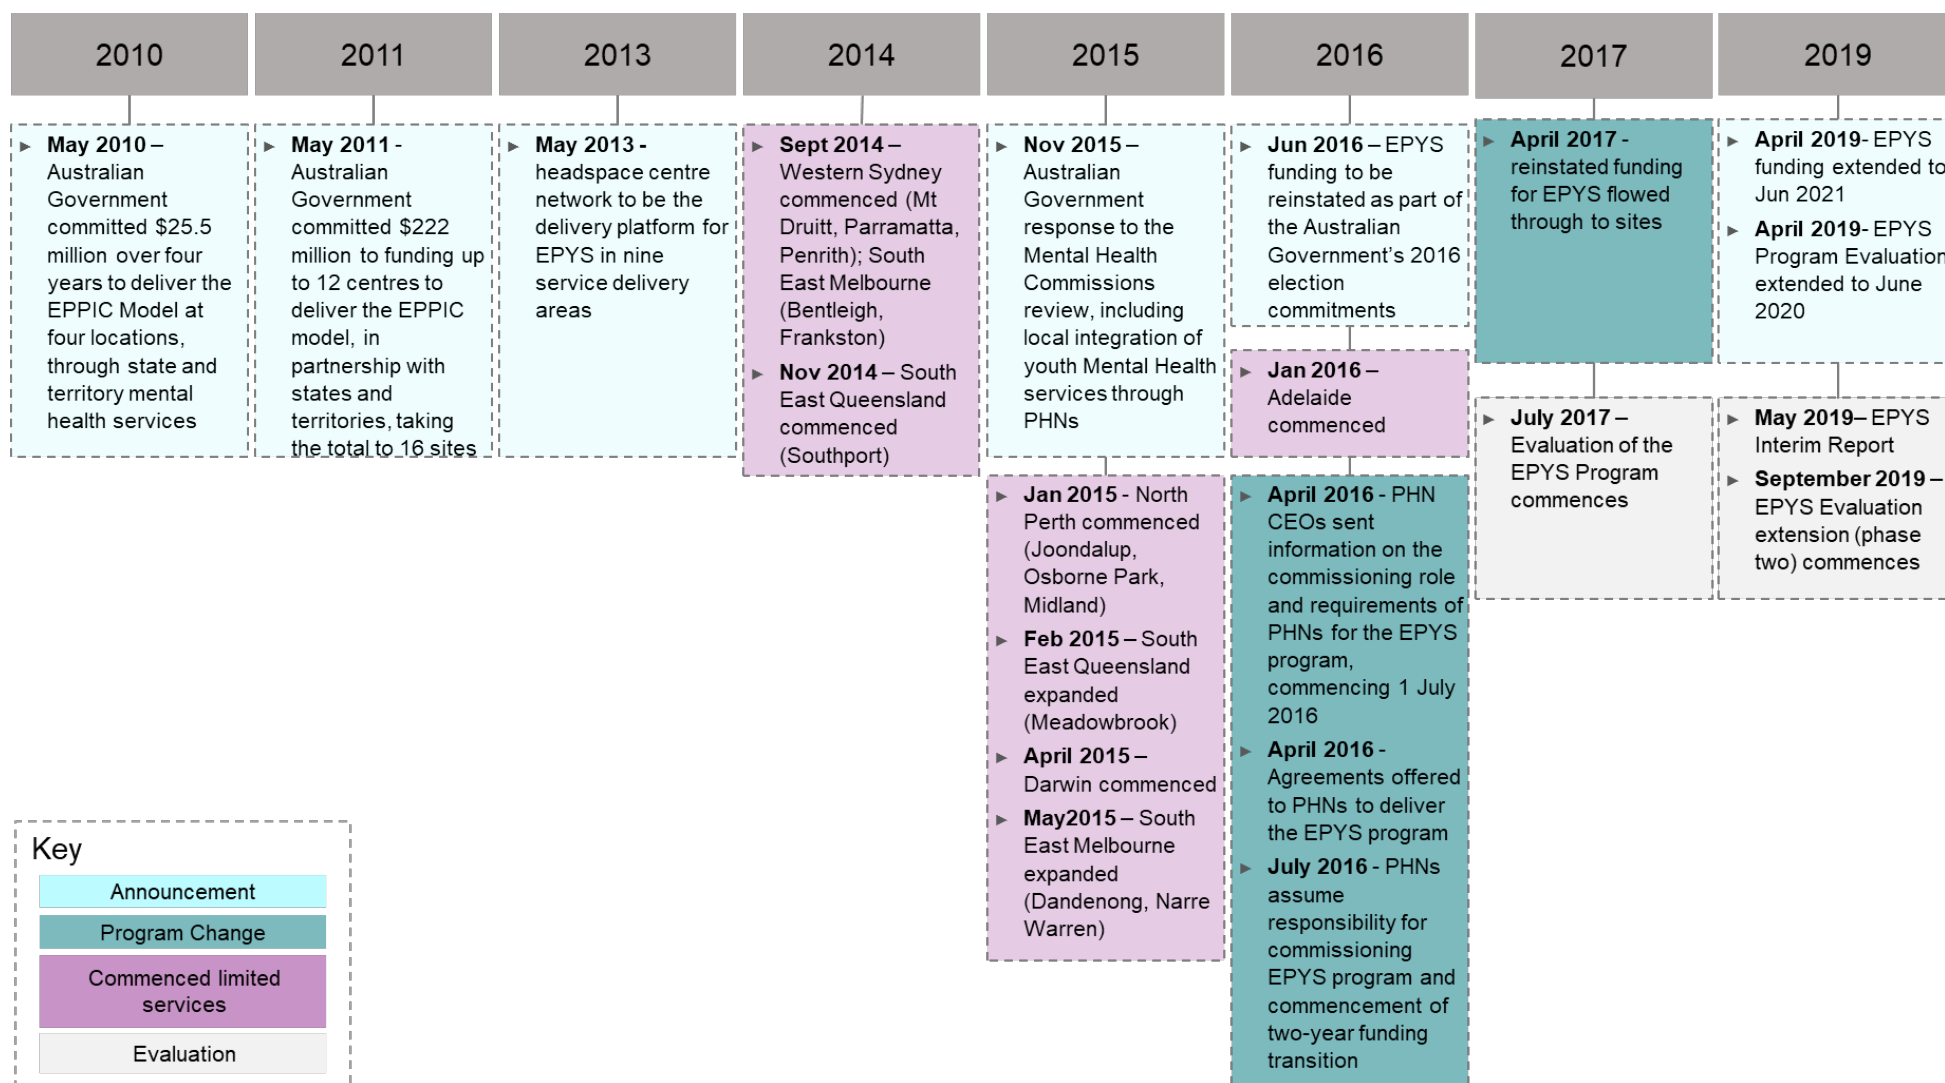 2010
May 2010 –
Australian
Government
committed $25.5
million over four
years to deliver the
EPPIC Model at
four locations,
through state and
territory mental
health services
2011
May 2011 -
Australian
Government
committed $222
million to funding up
to 12 centres to
deliver the EPPIC
model, in
partnership with
states and
territories, taking
the total to 16 sites
2013
May 2013 -
headspace centre
network to be the
delivery platform for
EPYS in nine
service delivery
areas
2014
Sept 2014 –
Western Sydney
commenced (Mt
Druitt, Parramatta,
Penrith); South
East Melbourne
(Bentleigh,
Frankston)
Nov 2014 – South
East Queensland
commenced
(Southport)
2015
Nov 2015 –
Australian
Government
response to the
Mental Health
Commissions
review, including
local integration of
youth Mental Health
services through
PHNs
Jan 2015 - North
Perth commenced
(Joondalup,
Osborne Park,
Midland)
Feb 2015 – South
East Queensland
expanded
(Meadowbrook)
April 2015 –
Darwin commenced
May2015 – South
East Melbourne
expanded
(Dandenong, Narre
Warren)
2016
Jun 2016 – EPYS
funding to be
reinstated as part of
the Australian
Government’s 2016
election
commitments
Jan 2016 –
Adelaide
commenced
April 2016 - PHN
CEOs sent
information on the
commissioning role
and requirements of
PHNs for the EPYS
program,
commencing 1 July
2016
April 2016 -
Agreements offered
to PHNs to deliver
the EPYS program
July 2016 - PHNs
assume
responsibility for
commissioning
EPYS program and
commencement of
two-year funding
transition
2017
April 2017 -
reinstated funding
for EPYS flowed
through to sites
July 2017 –
Evaluation of the
EPYS Program
commences
2019
April 2019- EPYS
funding extended to
Jun 2021
April 2019- EPYS
Program Evaluation
extended to June
2020
May 2019– EPYS
Interim Report
September 2019 –
EPYS Evaluation
extension (phase
two) commences
Key
Announcement
Program Change
Commenced limited
services
Evaluation